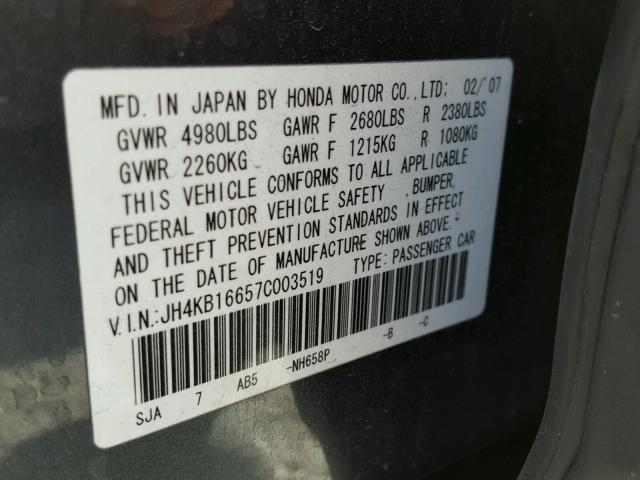 MFD. IN JAPAN BY HONDA MOTOR CO., LTD: 02/'07
GVWR 4980LBS GAWR F 2680LBS R 2380LBS
GVWR 2260KG GAWR F 1215KG R 1080KG
THIS VEHICLE CONFORMS TO ALL APPLICABLE
FEDERAL MOTOR VEHICLE SAFETY , BUMPER,
AND THEFT PREVENTION STANDARDS IN EFFECT
ON THE DATE OF MANUFACTURE SHOWN ABOVE.
V.I.N.:JH4KB16657C003519 TYPE: PASSENGER CAR
SJA 7 AB5 -NH658P -B -C